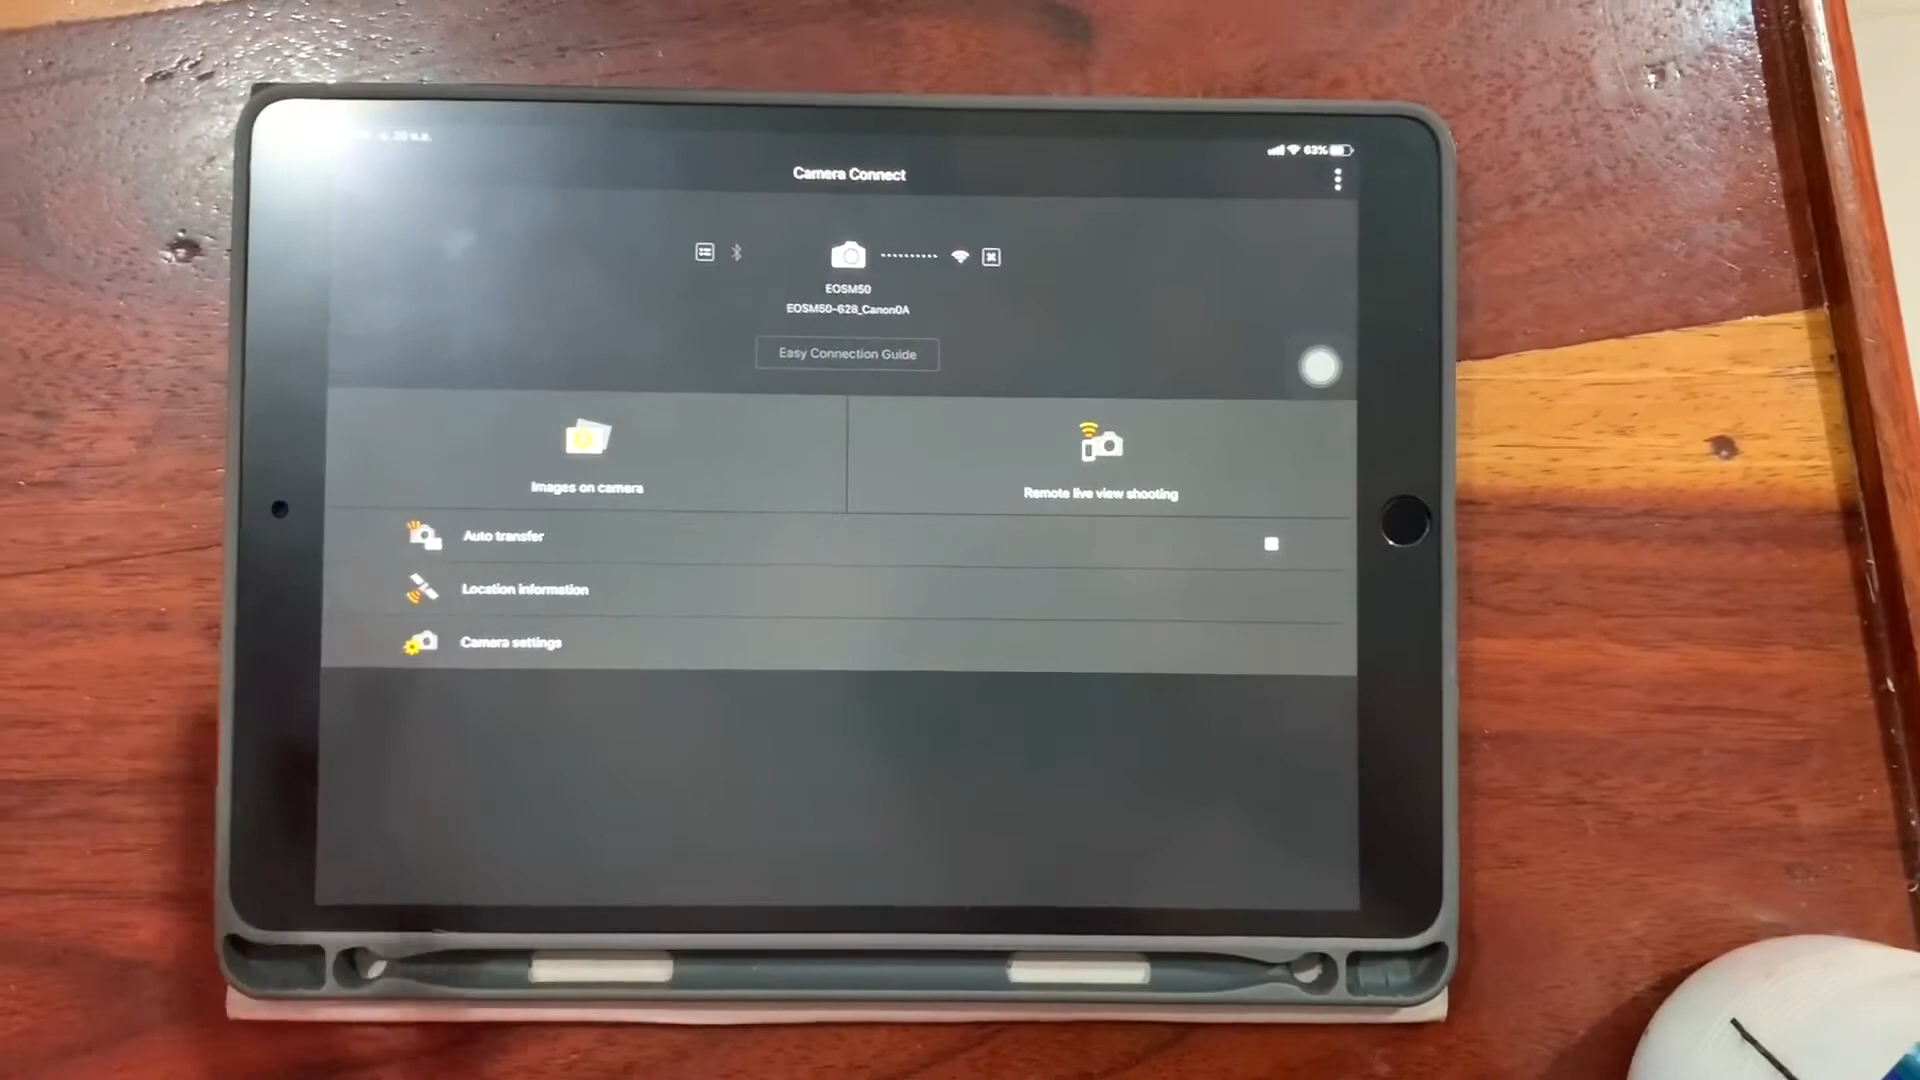 63%
Camera Connect
EOSM50
EOSM50-628_Canon0A
Easy Connection Guide
Images on camera
Remote live view shooting
Auto transfer
Location information
Camera settings